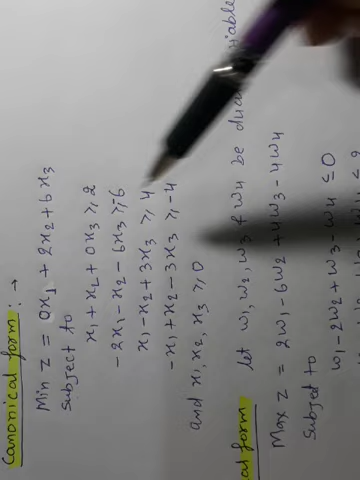 Canonical form : →
Min Z = 0x1 + 2x2 + 6x3
Subject to
x1 + x2 + 0x3 ≥ 2
-2x1 - x2 - 6x3 ≥ -6
x1 - x2 + 3x3 ≥ 4
-x1 + x2 - 3x3 ≥ -4
and x1, x2, x3 ≥ 0
form let w1, w2, w3 & w4 be
Max Z = 2w1 - 6w2 + 4w3 - 4w4
Subject to
w1 - 2w2 + w3 - w4 ≤ 0